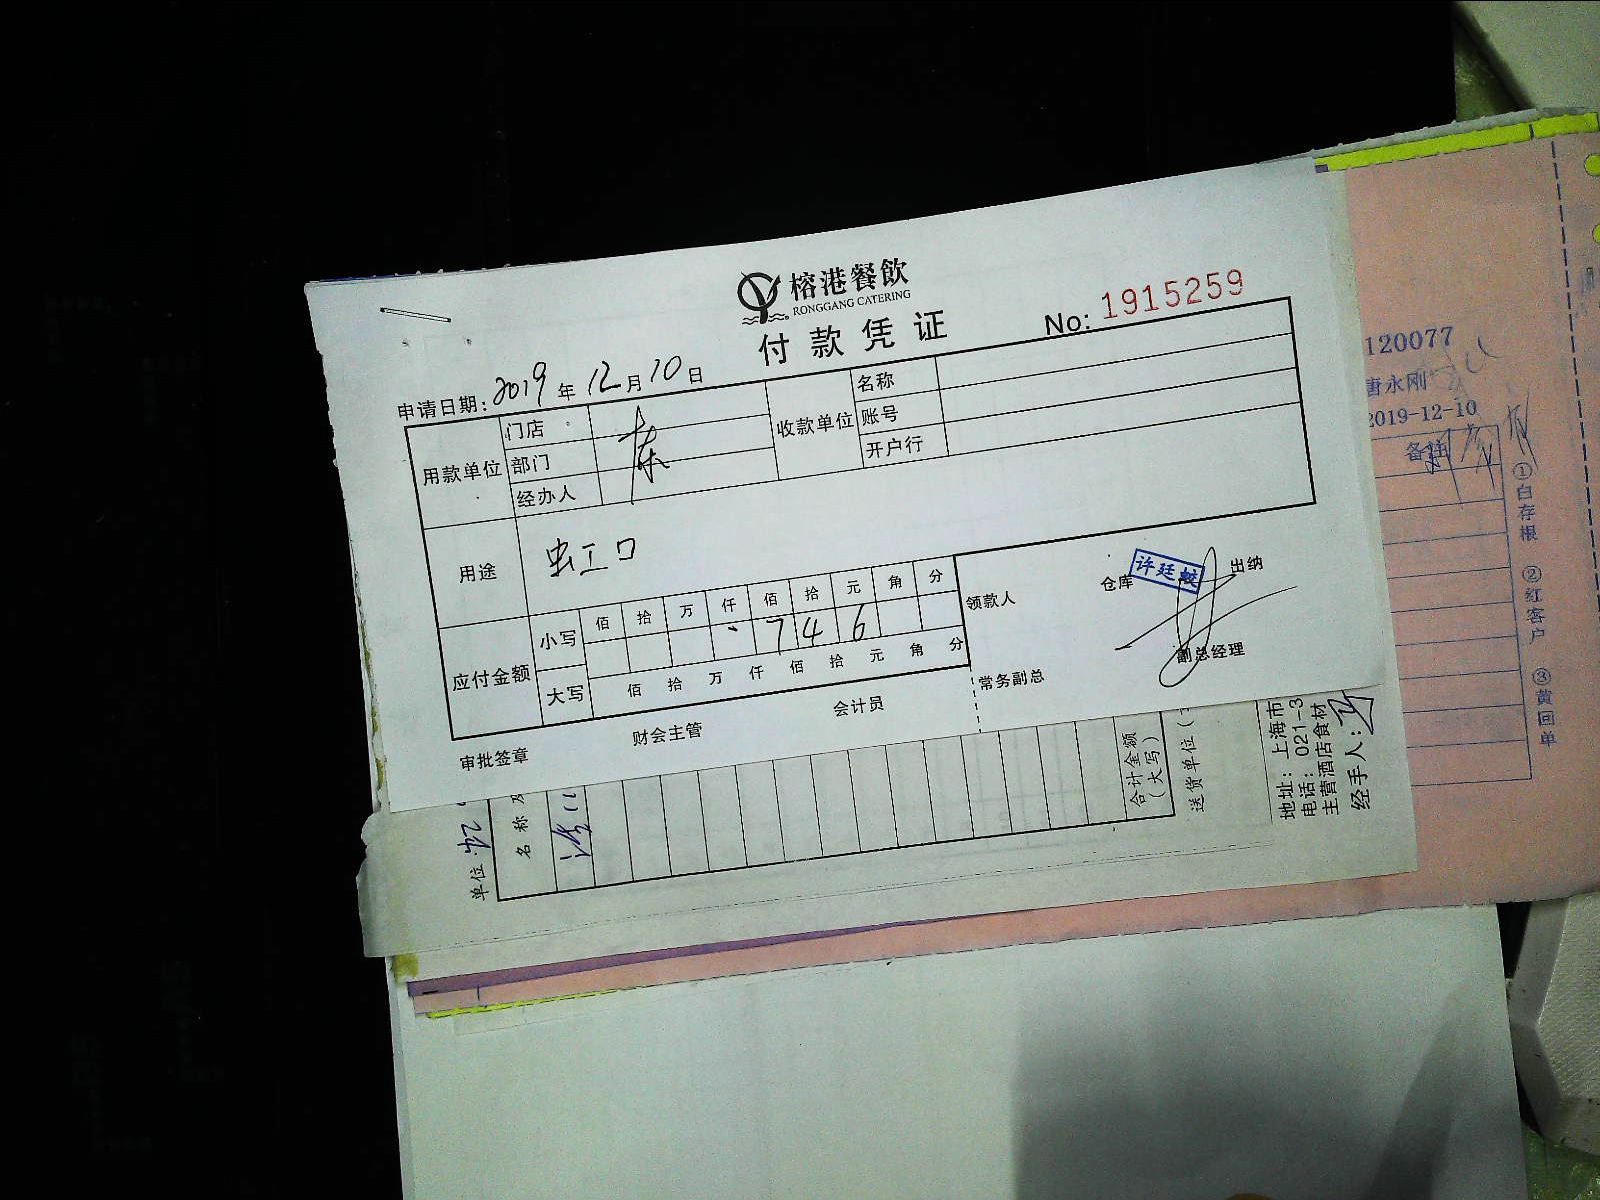 榕港餐飲
RONGGANG CATERING
付款凭证
No: 1915259
申请日期: 2019 年 12 月 10 日
用款单位
门店
部门
经办人
收款单位
名称
账号
开户行
用途
虹口
应付金额
小写
佰 拾 万 仟 佰 拾 元 角 分
7 4 6
大写
佰 拾 万 仟 佰 拾 元 角 分
领款人
仓库
许廷蛟
出纳
常务副总
副总经理
审批签章
财会主管
会计员
单位
名称及
合计金额
(大写)
送货单位(
地址:上海市
电话:021-3
主营酒店食材
经手人:
120077
唐永刚
2019-12-10
备注
①白存根 ②红客户 ③黄回单